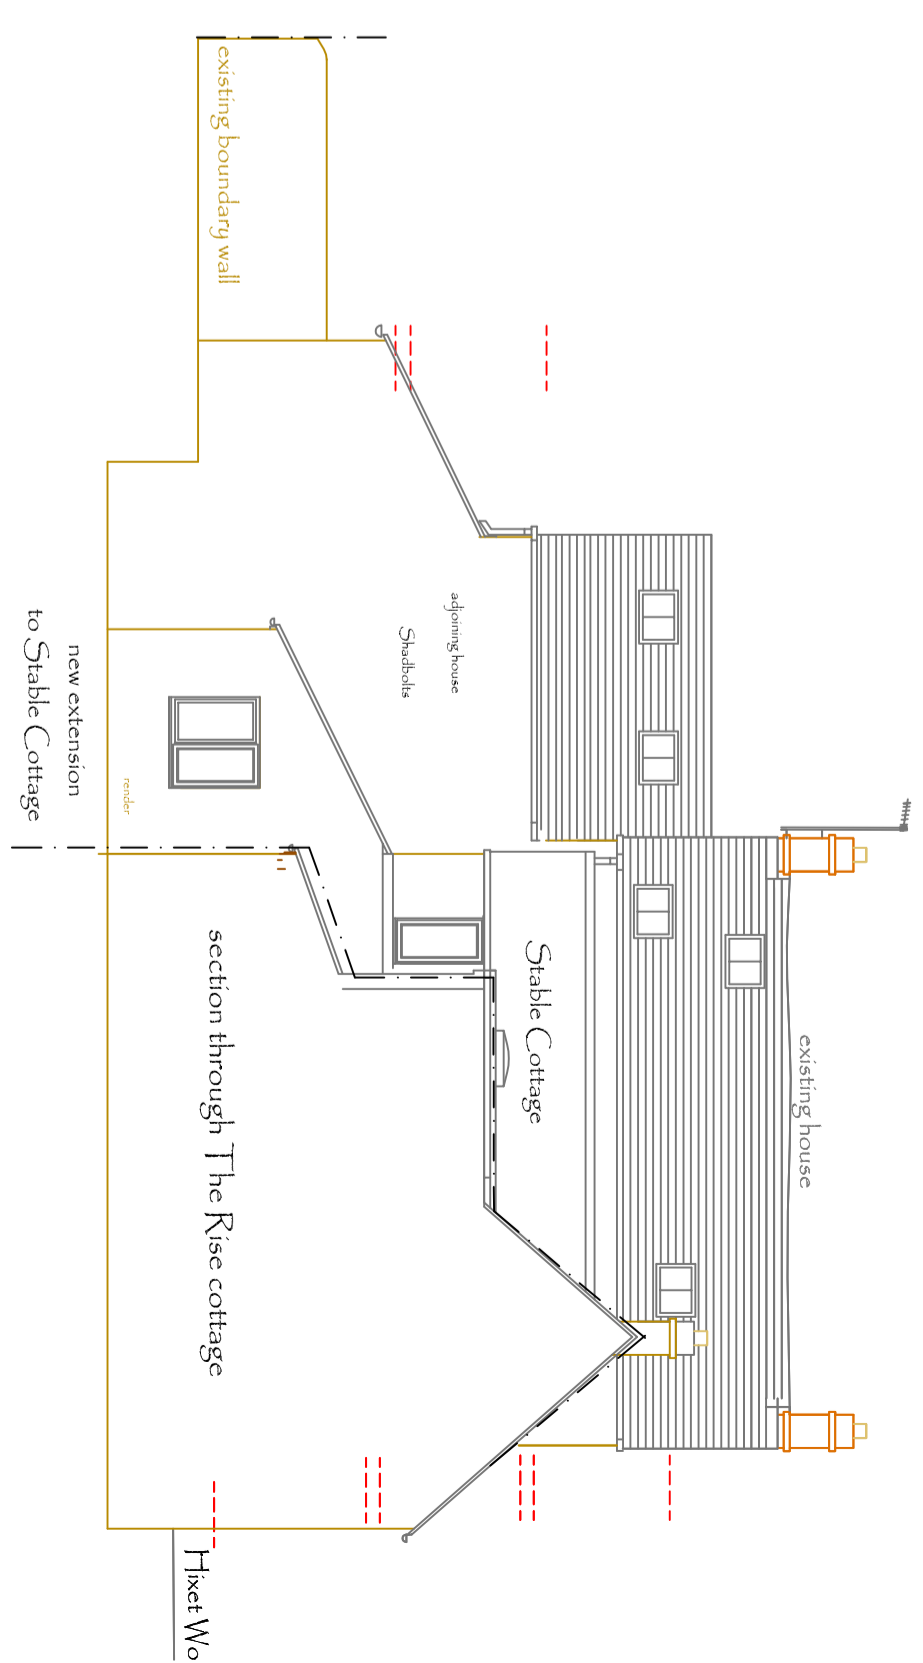 existing boundary wall
adjoining house
Shadbolts
new extension
to Stable Cottage
render
existing house
Stable Cottage
section through The Rise cottage
Hixet Wo